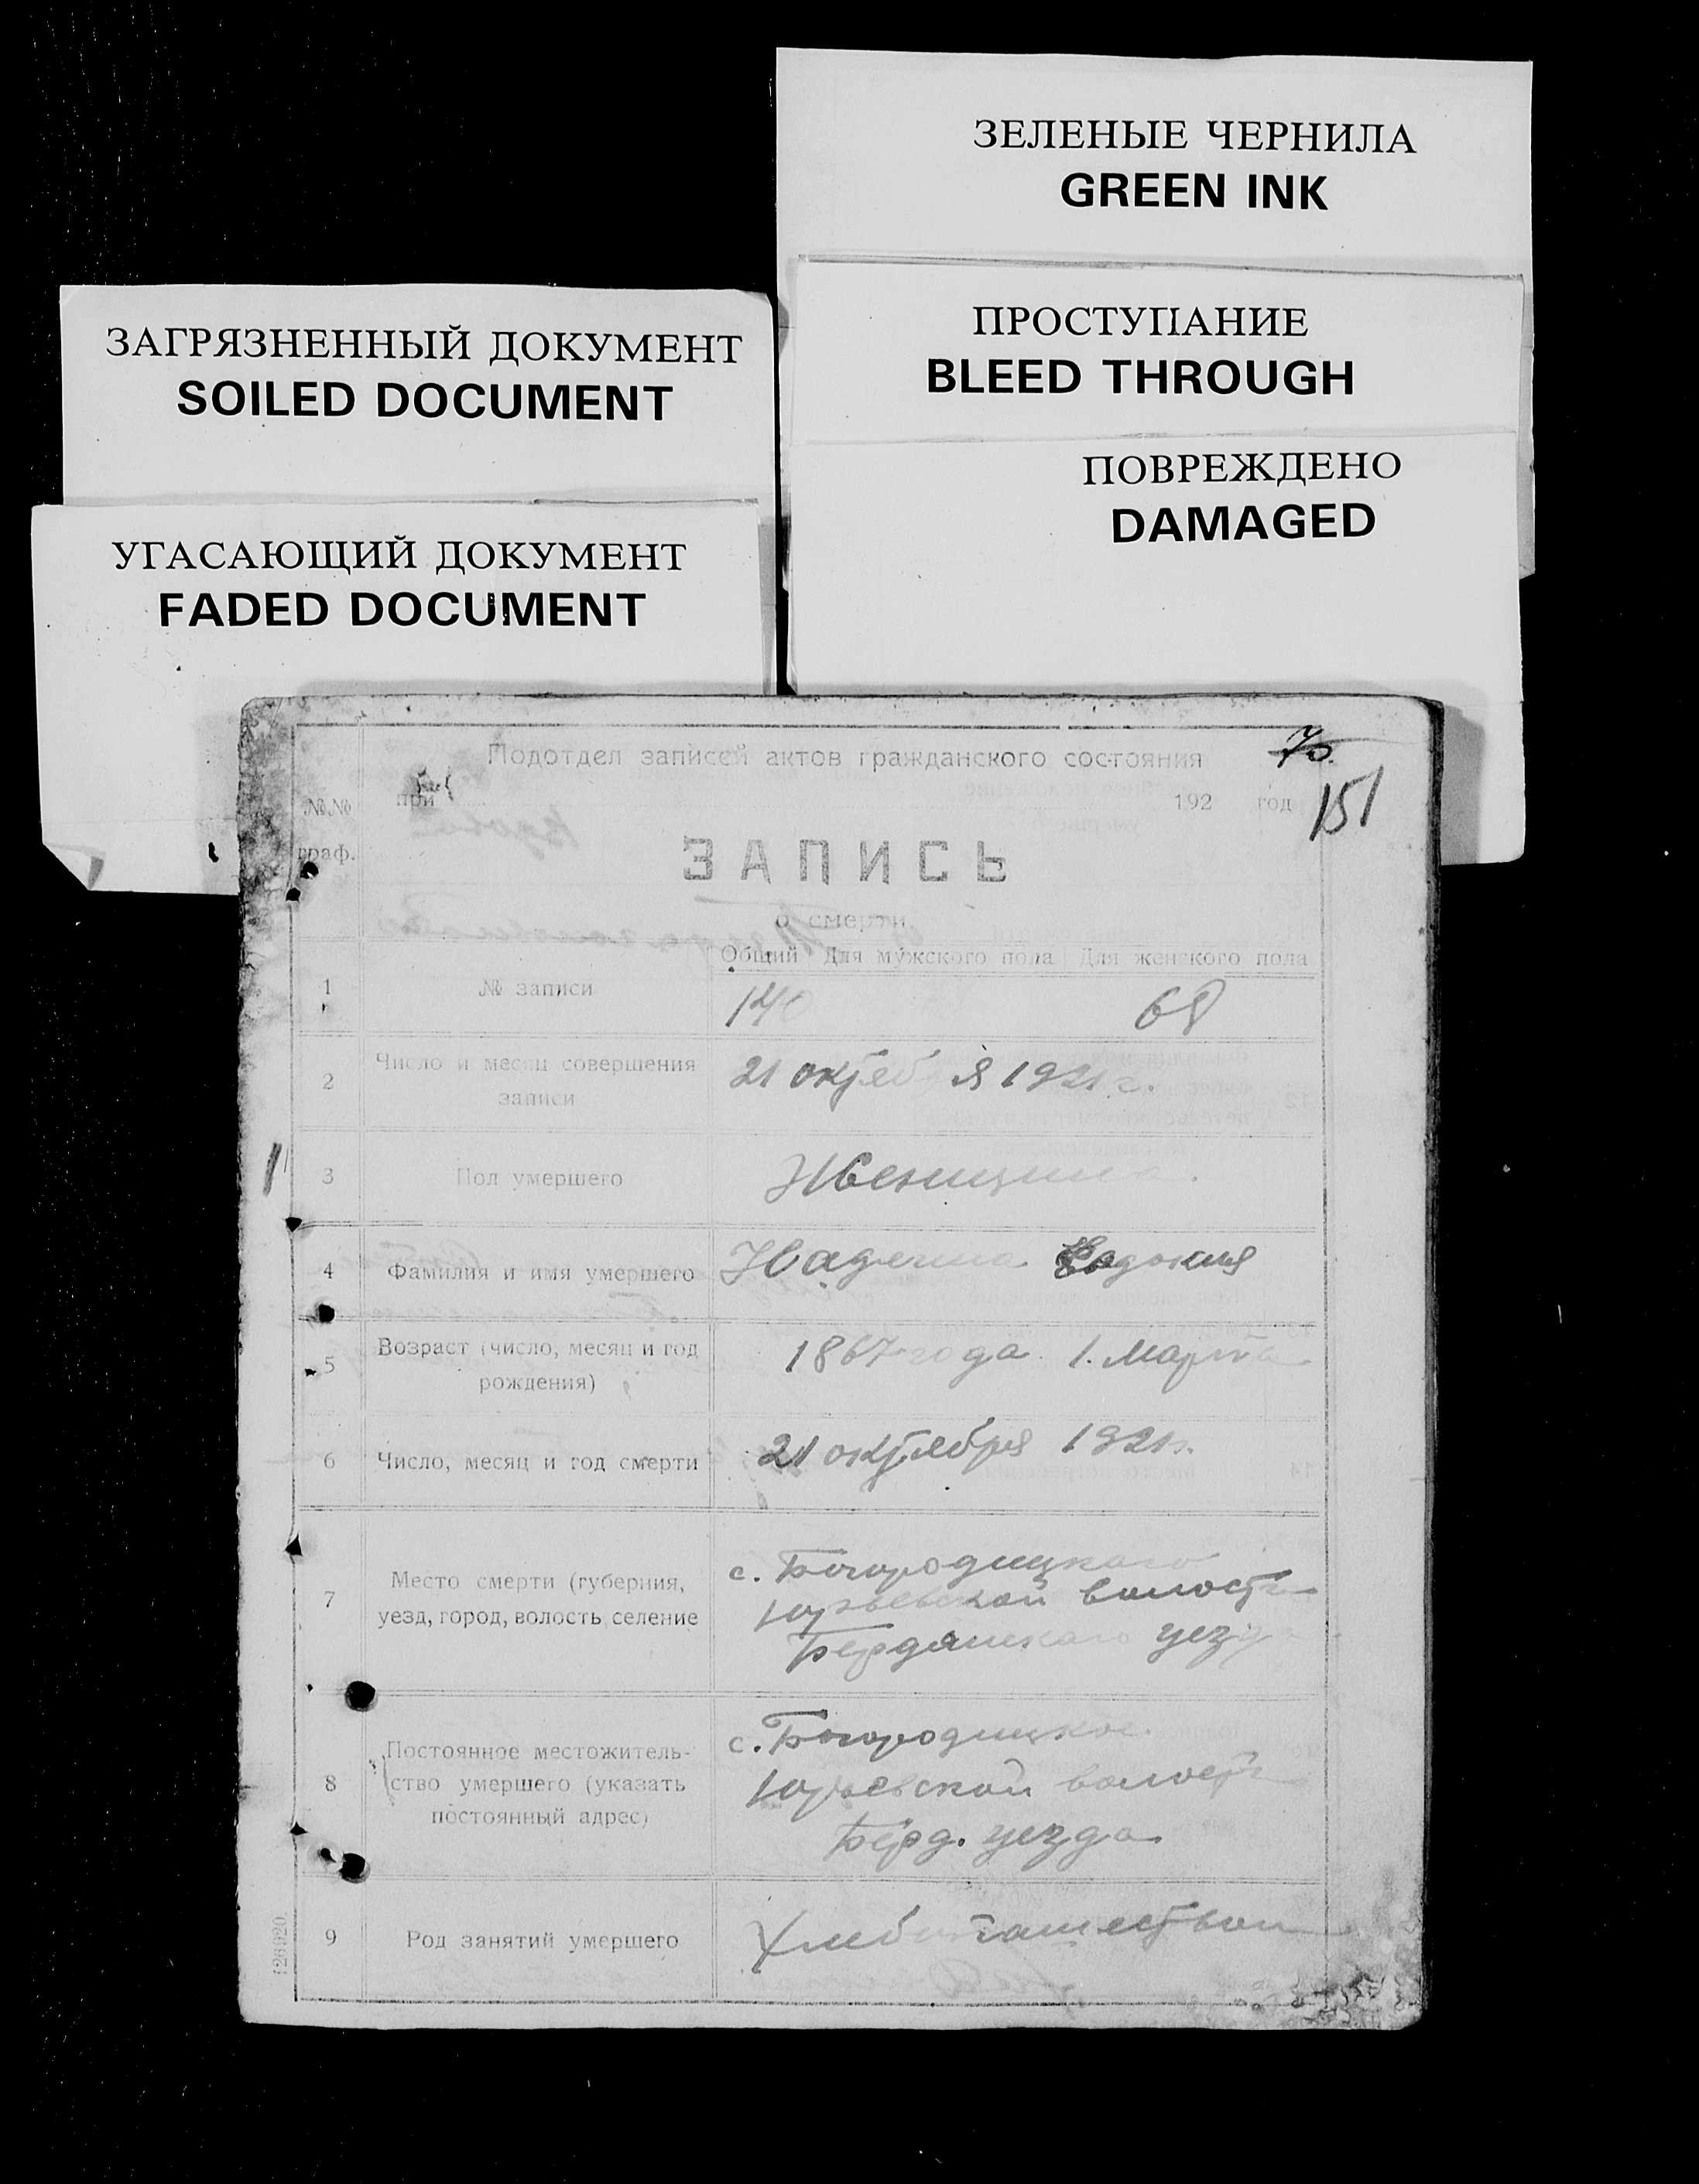 ЗЕЛЕНЫЕ ЧЕРНИЛА
GREEN INK
ПРОСТУПАНИЕ
BLEED THROUGH
ПОВРЕЖДЕНО
DAMAGED
ЗАГРЯЗНЕННЫЙ ДОКУМЕНТ
SOILED DOCUMENT
УГАСАЮЩИЙ ДОКУМЕНТ
FADED DOCUMENT
Подотдел записей актов гражданского состояния
при 192 год
151
№№
граф.
ЗАПИСЬ
о смерти
Общий Для мужского пола Для женского пола
1 № записи 140 68
2 Число и месяц совершения
записи
21 октября 1921 г.
3 Пол умершего Женщина.
4 Фамилия и имя умершего Евдокия
5 Возраст (число, месяц и год
рождения)
1867 года 1. Марта
6 Число, месяц и год смерти 21 октября 1921 г.
7 Место смерти (губерния,
уезд, город, волость, селение
с. Богородицкаго
Юрьевской волости
Бердянскаго уезда
8 Постоянное местожитель-
ство умершего (указать
постоянный адрес)
с. Богородицкое
Юрьевской волости
Берд. уезда
9 Род занятий умершего